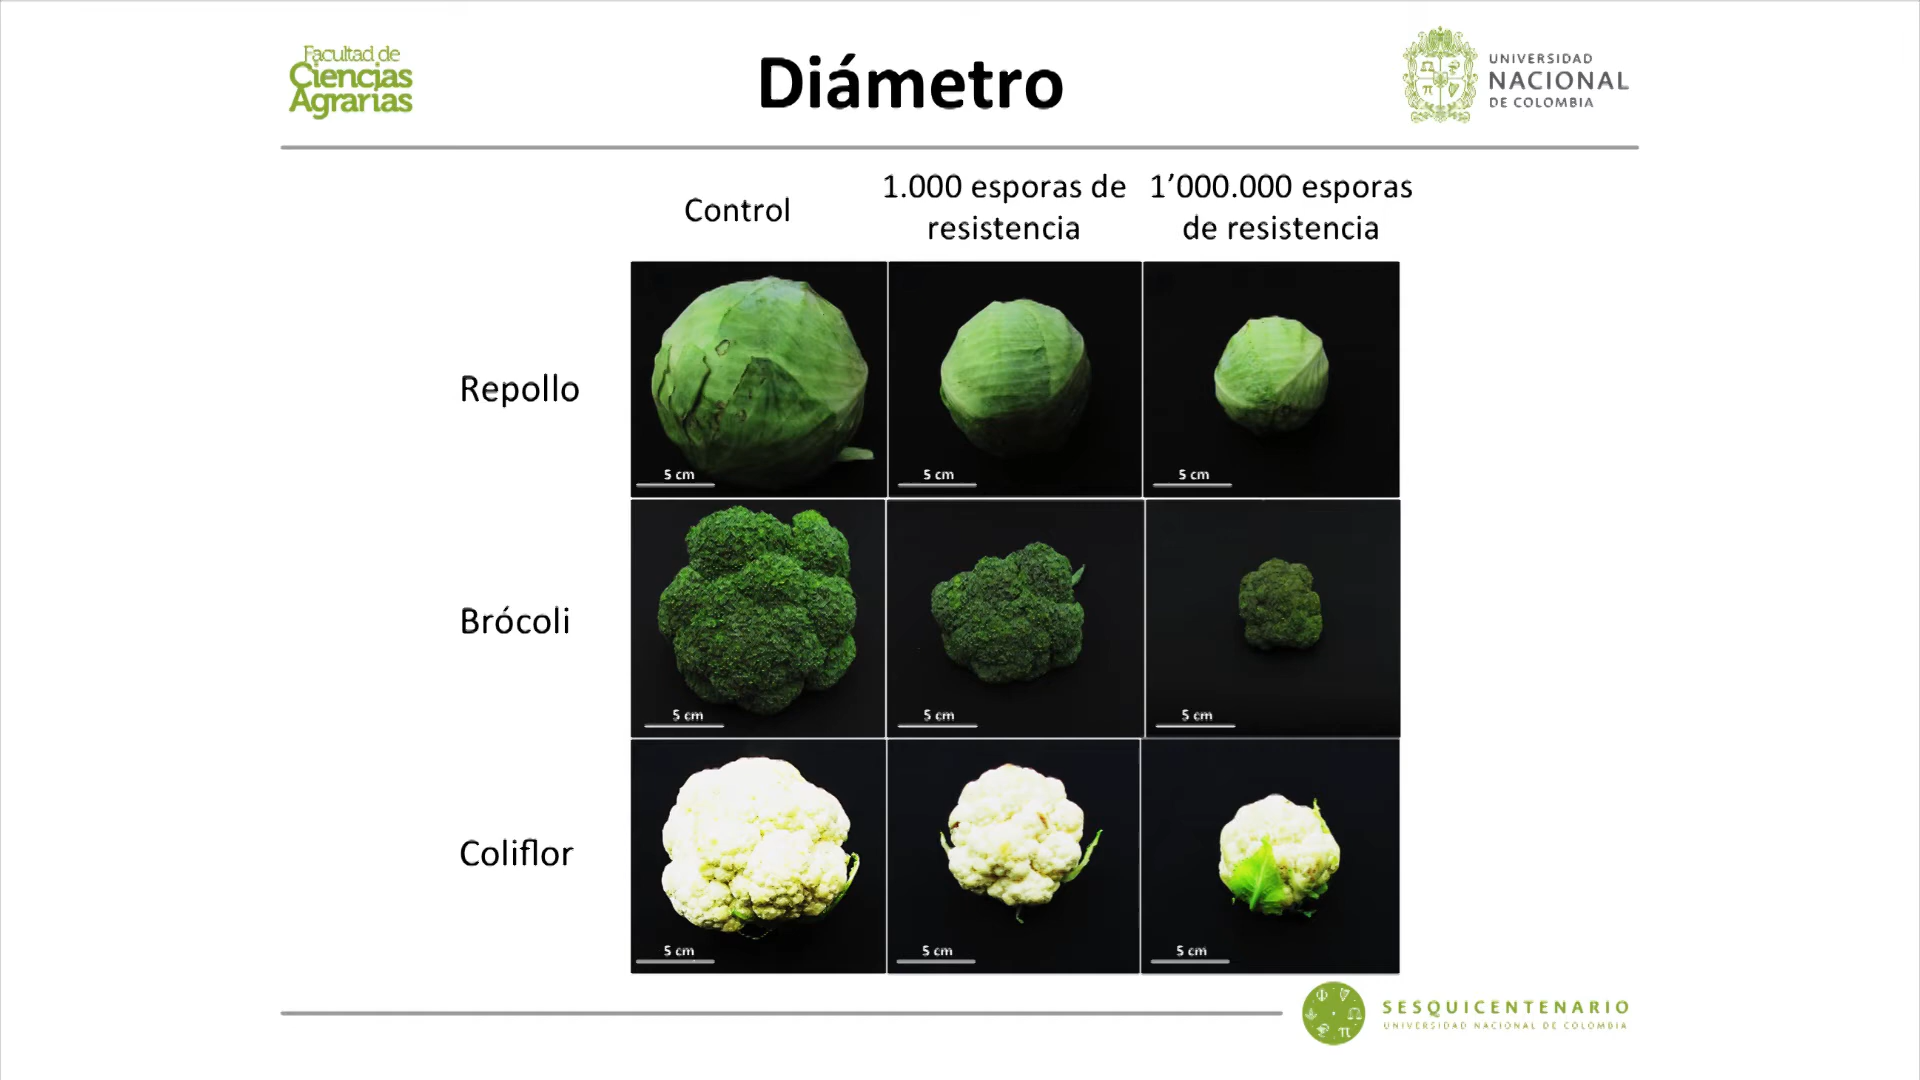 Facultad de
Ciencias
Agrarias
Diámetro
UNIVERSIDAD
NACIONAL
DE COLOMBIA
Control
1.000 esporas de
resistencia
1’000.000 esporas
de resistencia
Repollo
5 cm
5 cm
5 cm
Brócoli
5 cm
5 cm
5 cm
Coliflor
5 cm
5 cm
5 cm
SESQUICENTENARIO
UNIVERSIDAD NACIONAL DE COLOMBIA